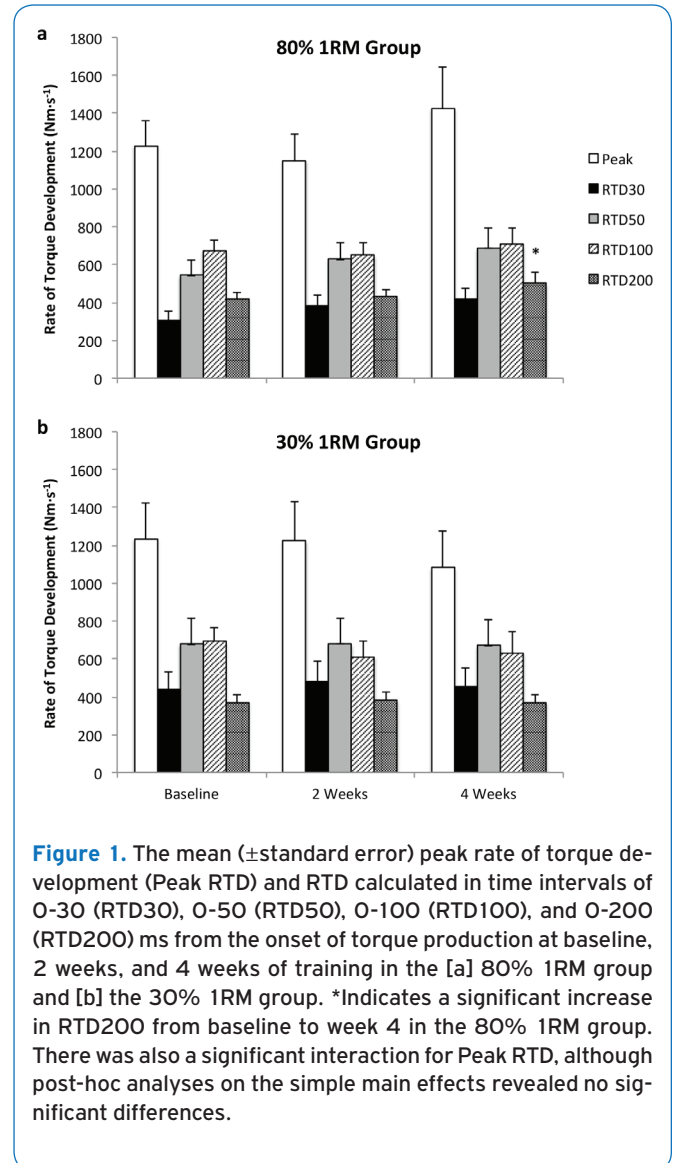 a
80% 1RM Group
Rate of Torque Development (Nm·s⁻¹)
1800
1600
1400
1200
1000
800
600
400
200
0
*
Peak
RTD30
RTD50
RTD100
RTD200
b
30% 1RM Group
Rate of Torque Development (Nm·s⁻¹)
1800
1600
1400
1200
1000
800
600
400
200
0
Baseline
2 Weeks
4 Weeks
Figure 1. The mean (±standard error) peak rate of torque de-
velopment (Peak RTD) and RTD calculated in time intervals of
0-30 (RTD30), 0-50 (RTD50), 0-100 (RTD100), and 0-200
(RTD200) ms from the onset of torque production at baseline,
2 weeks, and 4 weeks of training in the [a] 80% 1RM group
and [b] the 30% 1RM group. *Indicates a significant increase
in RTD200 from baseline to week 4 in the 80% 1RM group.
There was also a significant interaction for Peak RTD, although
post-hoc analyses on the simple main effects revealed no sig-
nificant differences.